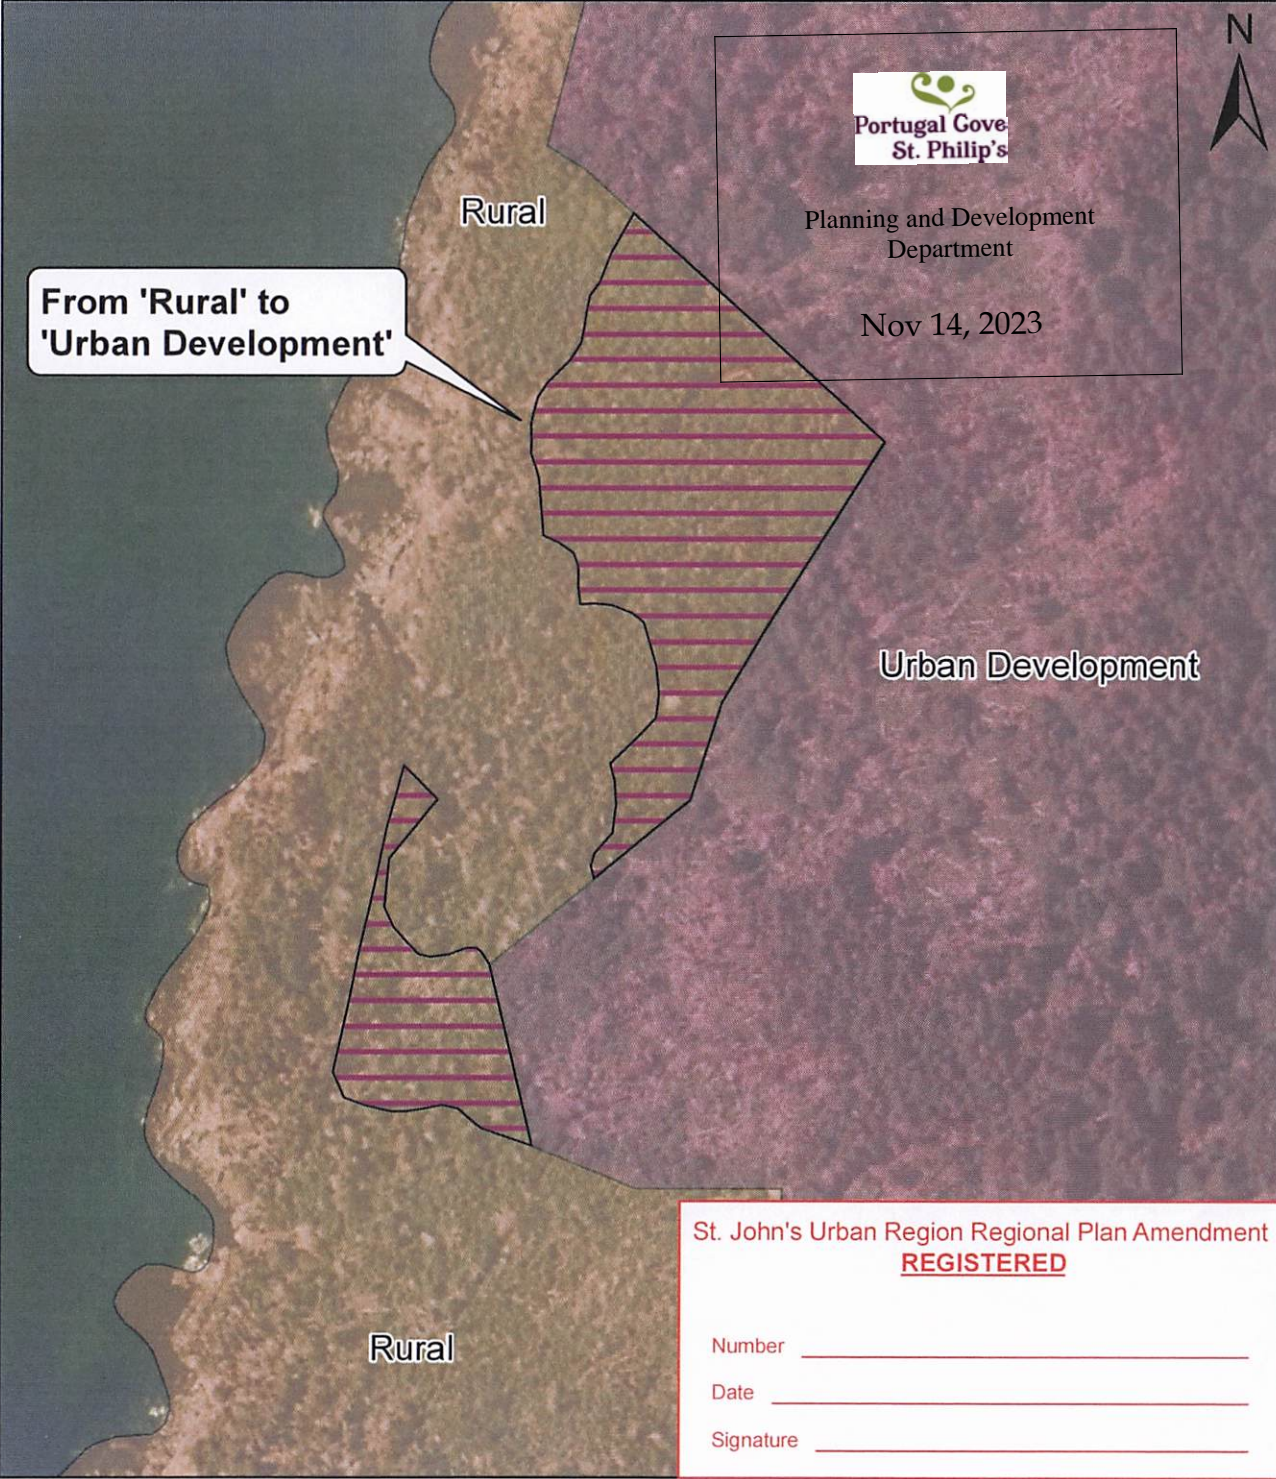 N
Portugal Cove
St. Philip's
Planning and Development
Department
Nov 14, 2023
Rural
From 'Rural' to
'Urban Development'
Urban Development
Rural
St. John's Urban Region Regional Plan Amendment
REGISTERED
Number
Date
Signature